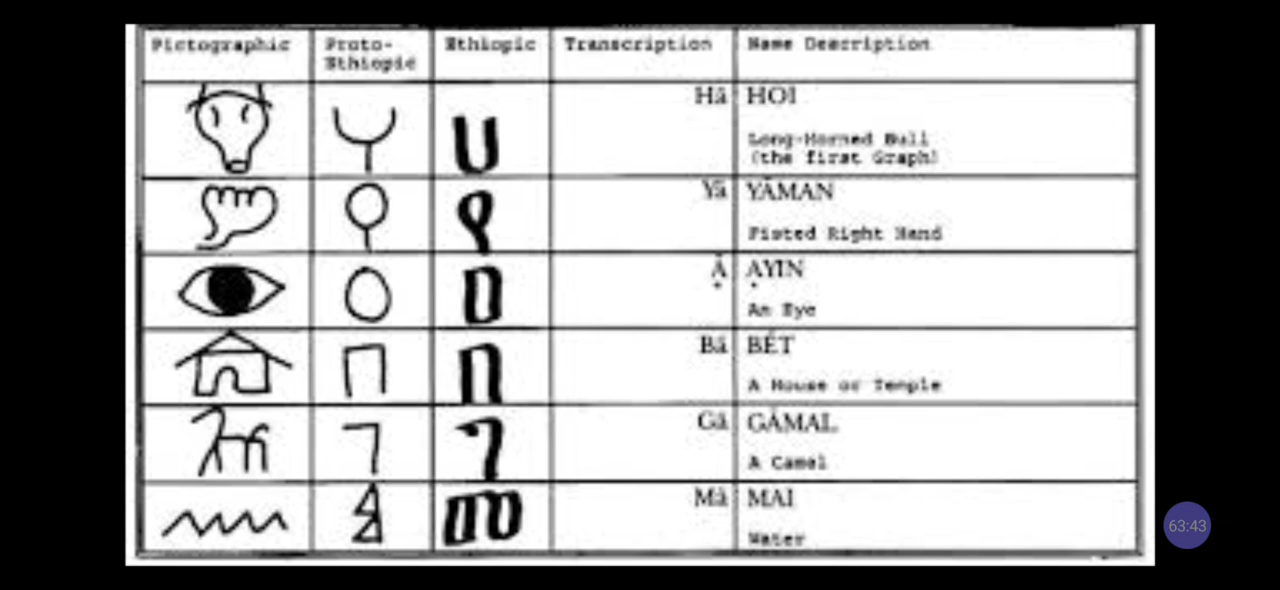 Pictographic Proto-Ethiopic Ethiopic Transcription Name Description
ሀ Hä HOI
Long-Horned Bull
(the first Graph)
የ Yä YÄMAN
Fisted Right Hand
ዐ Ä AYIN
An Eye
በ Bä BÉT
A House or Temple
ገ Gä GÄMAL
A Camel
መ Mä MAI
Water
63:43